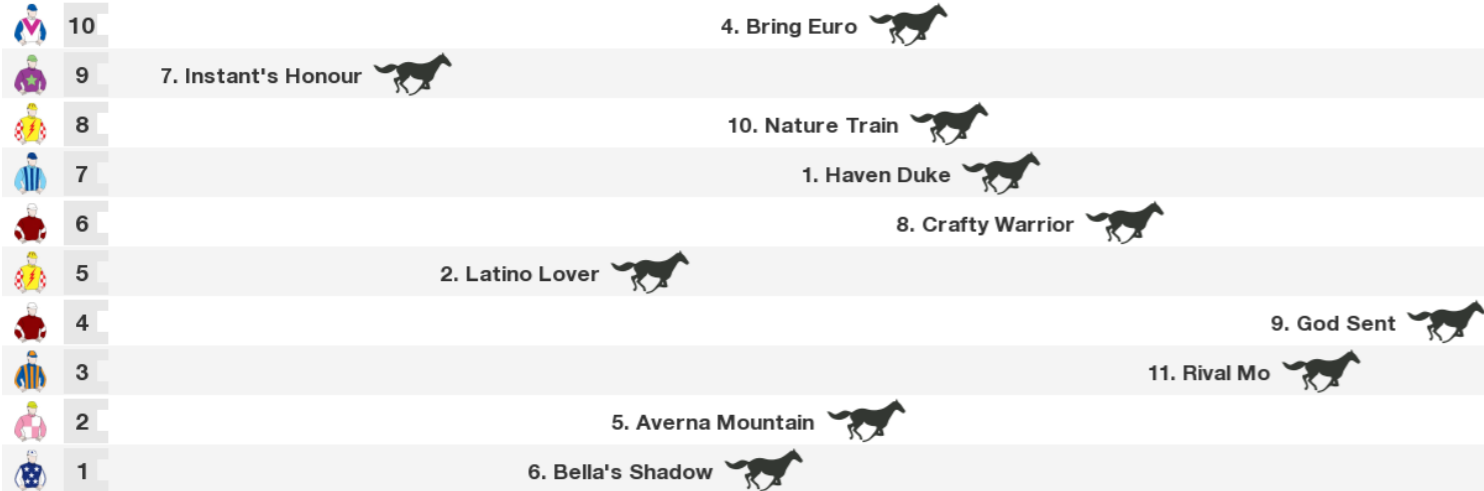 10 4. Bring Euro
9 7. Instant's Honour
8 10. Nature Train
7 1. Haven Duke
6 8. Crafty Warrior
5 2. Latino Lover
4 9. God Sent
3 11. Rival Mo
2 5. Averna Mountain
1 6. Bella's Shadow